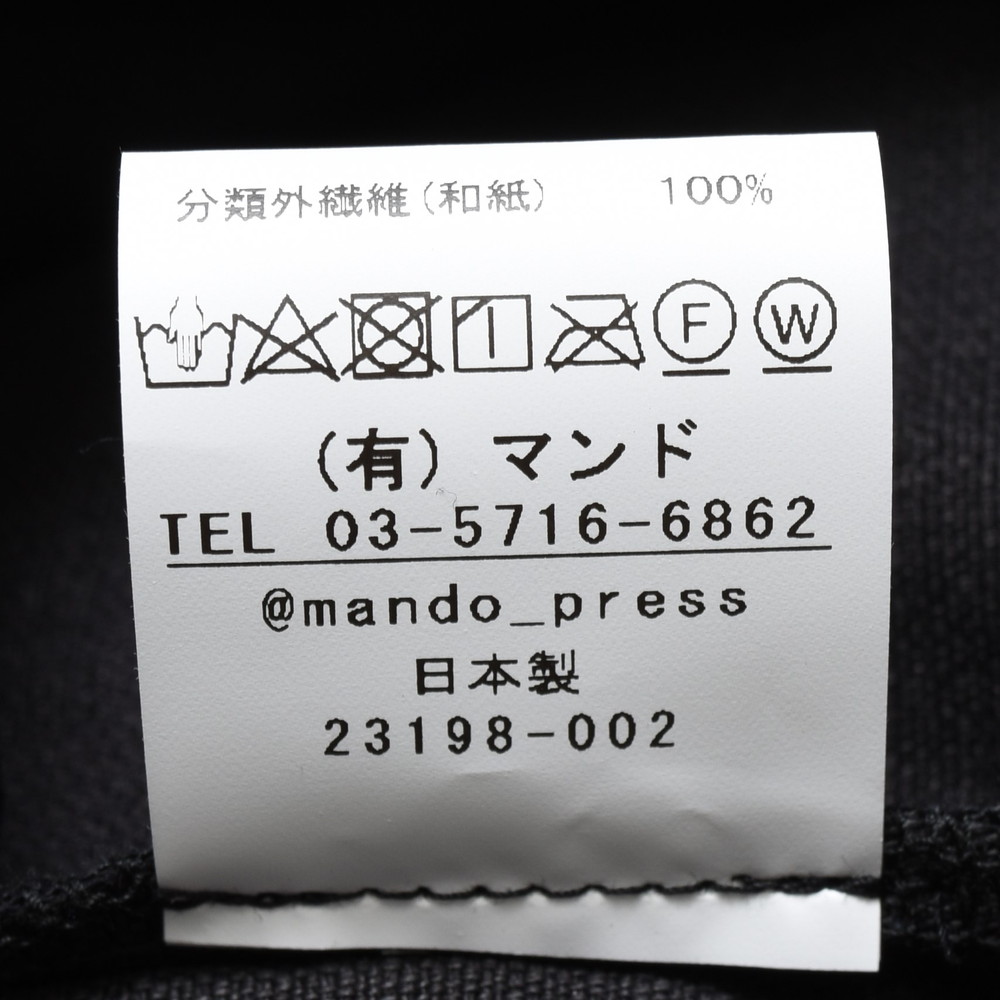 分類外繊維(和紙) 100%
F W
(有) マンド
TEL 03-5716-6862
@mando_press
日本製
23198-002